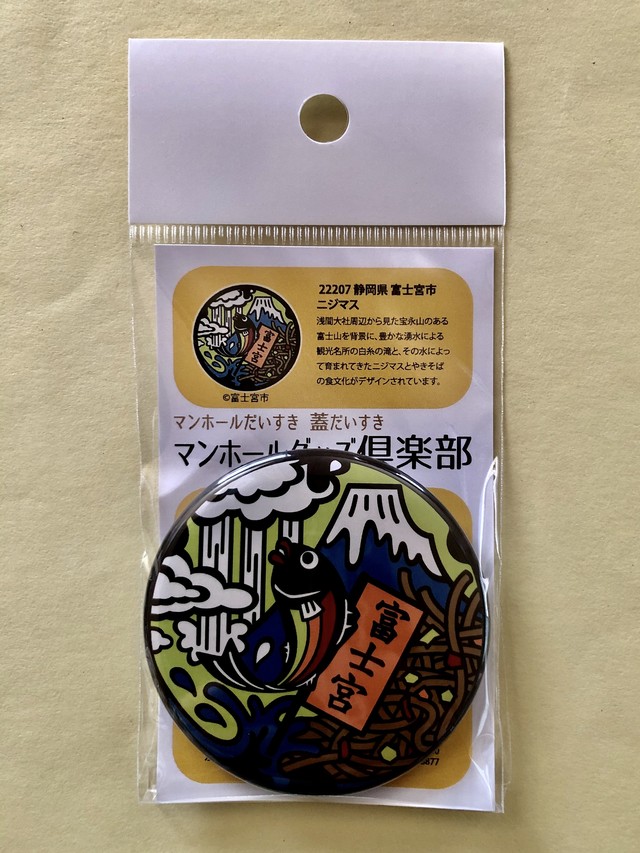 22207 静岡県 富士宮市
ニジマス
浅間大社周辺から見た宝永山のある
富士山を背景に、豊かな湧水による
観光名所の白糸の滝と、その水によっ
て育まれてきたニジマスとやきそば
の食文化がデザインされています。
富士宮
©富士宮市
マンホールだいすき 蓋だいすき
マンホールグッズ倶楽部
富士宮